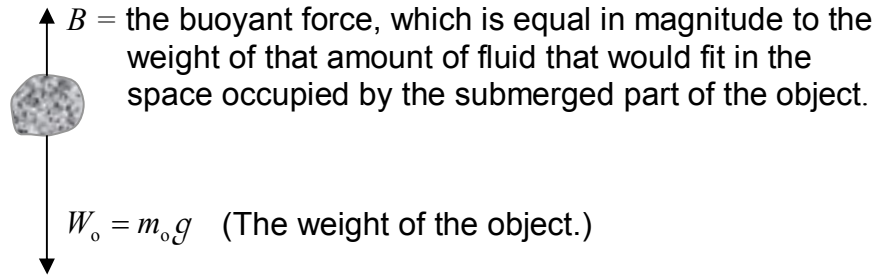 B = the buoyant force, which is equal in magnitude to the
weight of that amount of fluid that would fit in the
space occupied by the submerged part of the object.
Wₒ = mₒg (The weight of the object.)